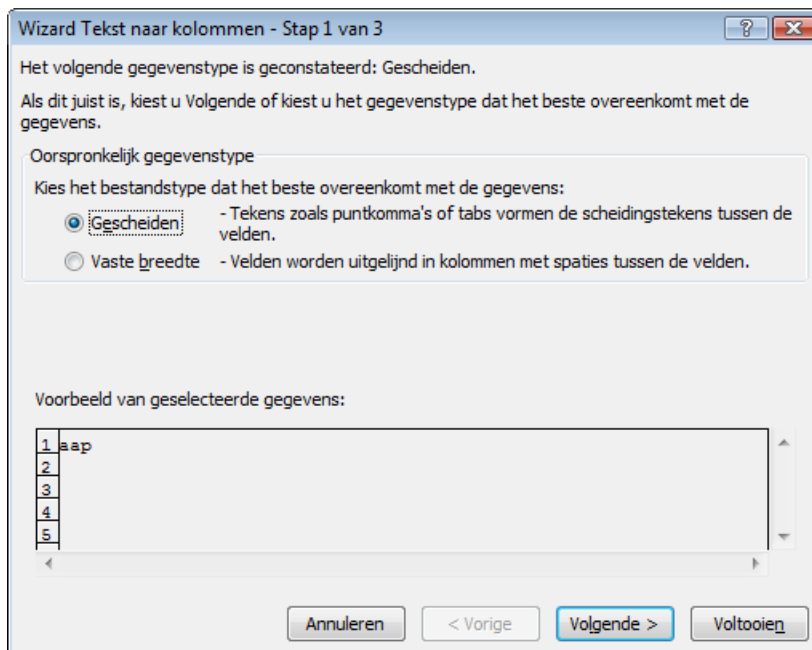 Wizard Tekst naar kolommen - Stap 1 van 3
Het volgende gegevenstype is geconstateerd: Gescheiden.
Als dit juist is, kiest u Volgende of kiest u het gegevenstype dat het beste overeenkomt met de
gegevens.
Oorspronkelijk gegevenstype
Kies het bestandstype dat het beste overeenkomt met de gegevens:
Gescheiden - Tekens zoals puntkomma's of tabs vormen de scheidingstekens tussen de
velden.
Vaste breedte - Velden worden uitgelijnd in kolommen met spaties tussen de velden.
Voorbeeld van geselecteerde gegevens:
1 aap
2
3
4
5
Annuleren < Vorige Volgende > Voltooien